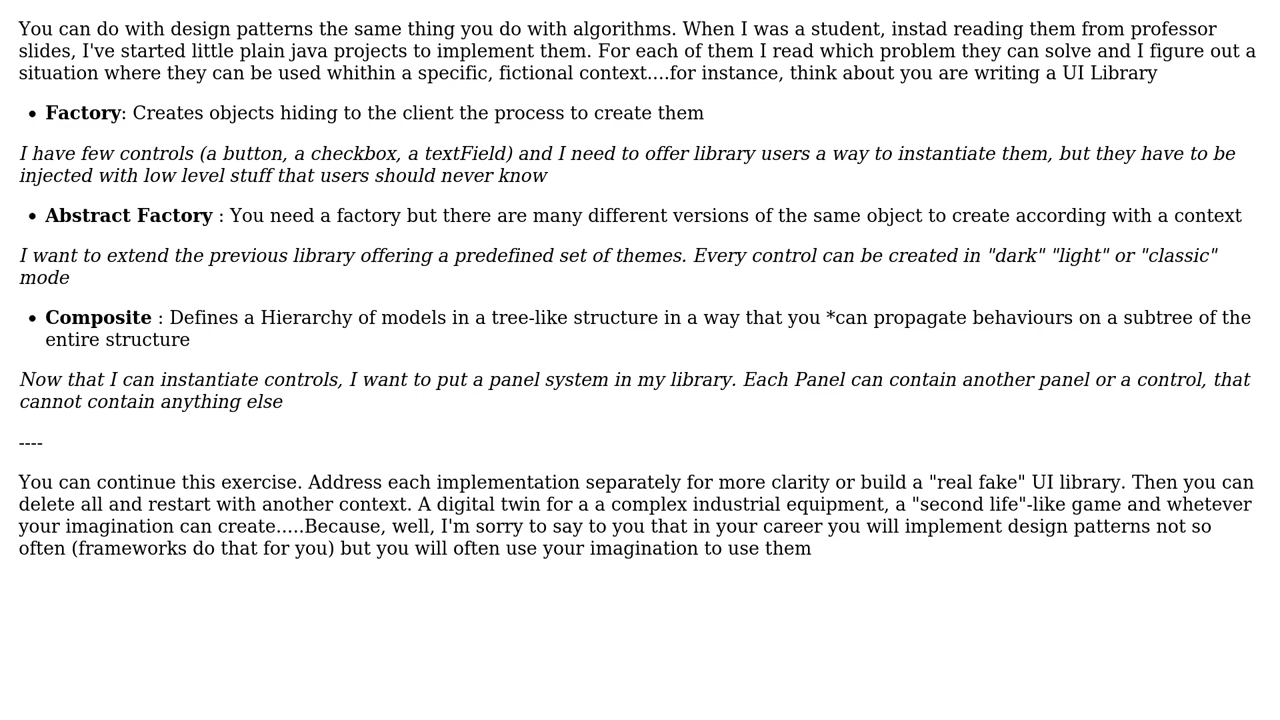 You can do with design patterns the same thing you do with algorithms. When I was a student, instad reading them from professor
slides, I've started little plain java projects to implement them. For each of them I read which problem they can solve and I figure out a
situation where they can be used whithin a specific, fictional context....for instance, think about you are writing a UI Library
• Factory: Creates objects hiding to the client the process to create them
I have few controls (a button, a checkbox, a textField) and I need to offer library users a way to instantiate them, but they have to be
injected with low level stuff that users should never know
• Abstract Factory : You need a factory but there are many different versions of the same object to create according with a context
I want to extend the previous library offering a predefined set of themes. Every control can be created in "dark" "light" or "classic"
mode
• Composite : Defines a Hierarchy of models in a tree-like structure in a way that you *can propagate behaviours on a subtree of the
entire structure
Now that I can instantiate controls, I want to put a panel system in my library. Each Panel can contain another panel or a control, that
cannot contain anything else
----
You can continue this exercise. Address each implementation separately for more clarity or build a "real fake" UI library. Then you can
delete all and restart with another context. A digital twin for a a complex industrial equipment, a "second life"-like game and whetever
your imagination can create.....Because, well, I'm sorry to say to you that in your career you will implement design patterns not so
often (frameworks do that for you) but you will often use your imagination to use them